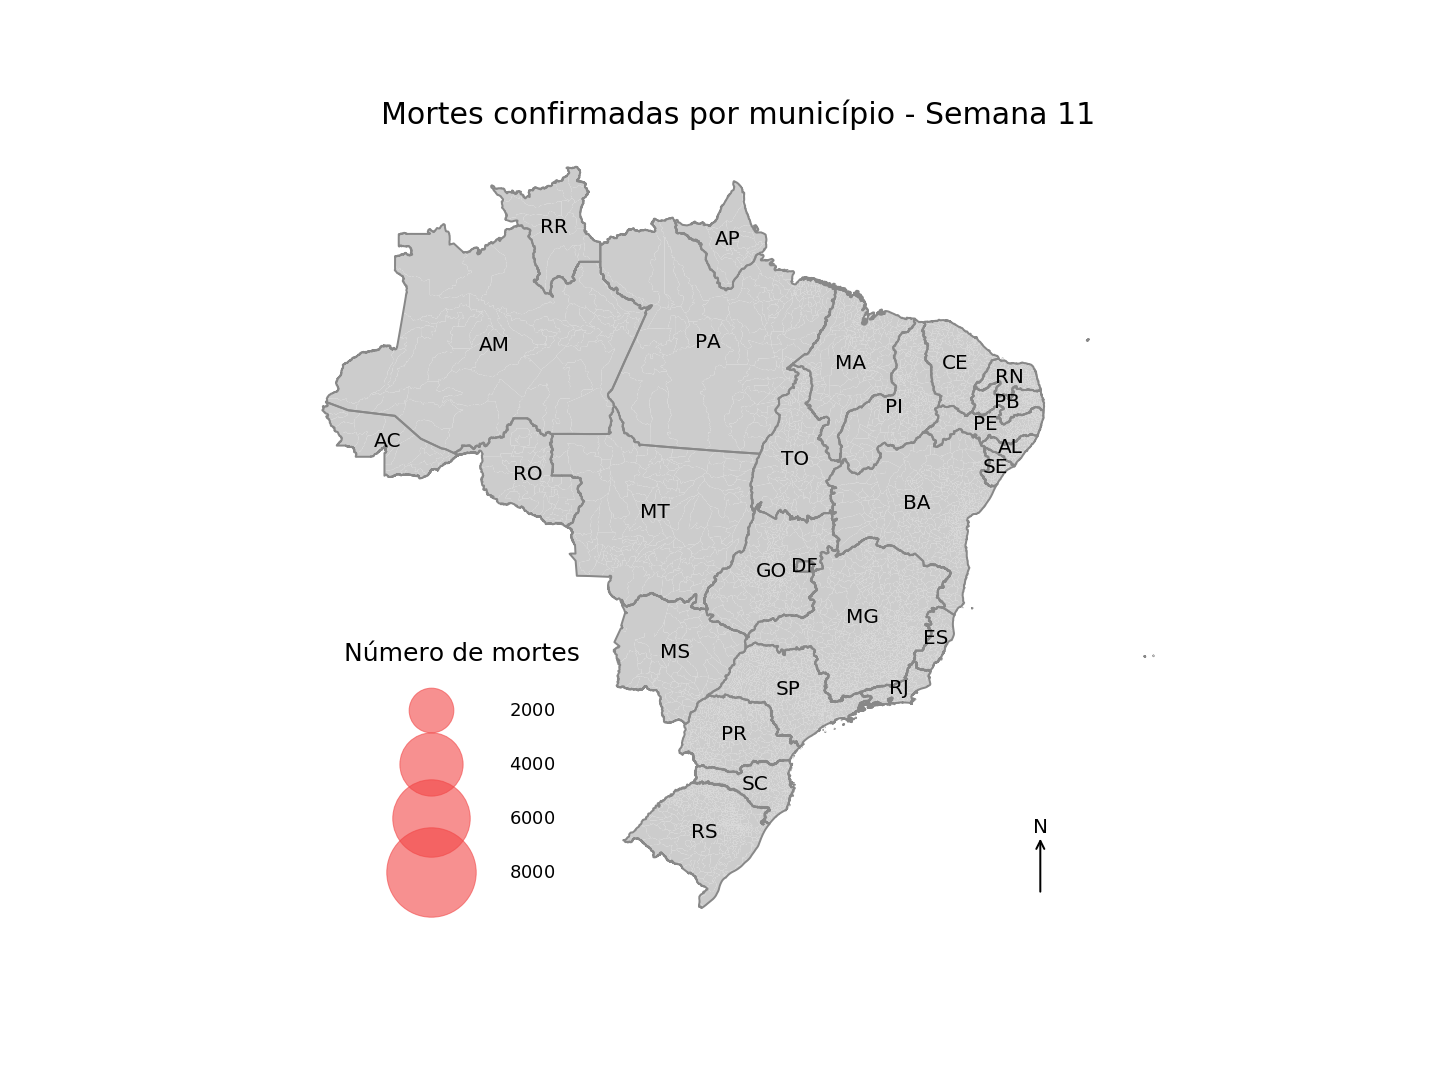 Mortes confirmadas por município - Semana 11
RR
AP
AM
PA
MA
CE
RN
PB
PI
PE
AL
SE
AC
RO
TO
BA
MT
GO
DF
MG
ES
MS
SP
RJ
PR
SC
RS
Número de mortes
2000
4000
6000
8000
N